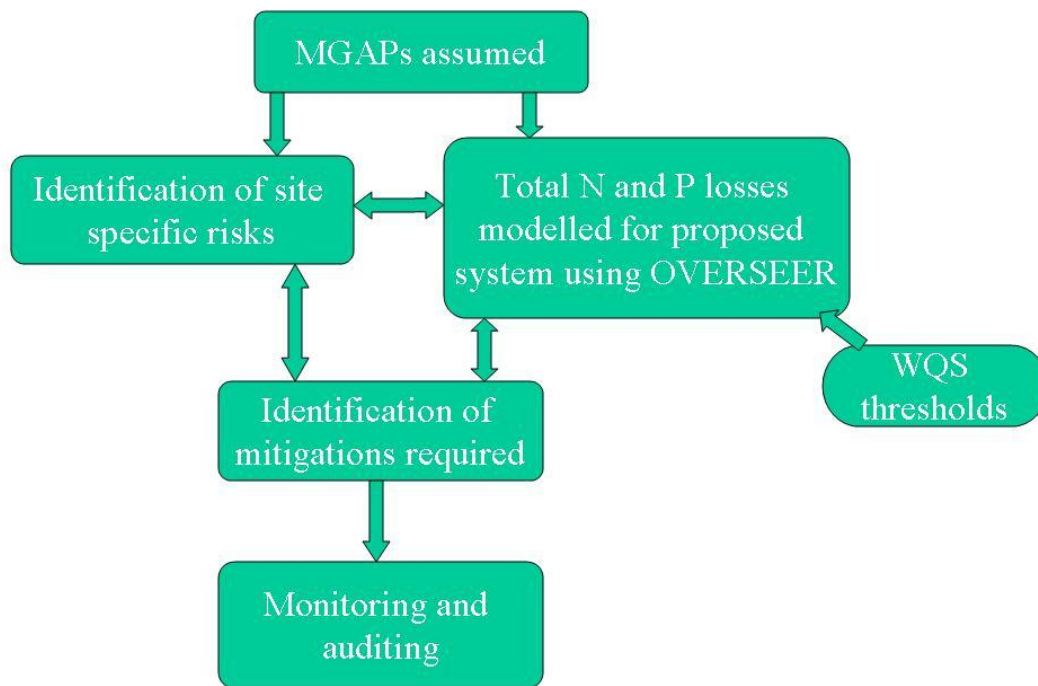 MGAPs assumed
Identification of site
specific risks
Total N and P losses
modelled for proposed
system using OVERSEER
WQS
thresholds
Identification of
mitigations required
Monitoring and
auditing